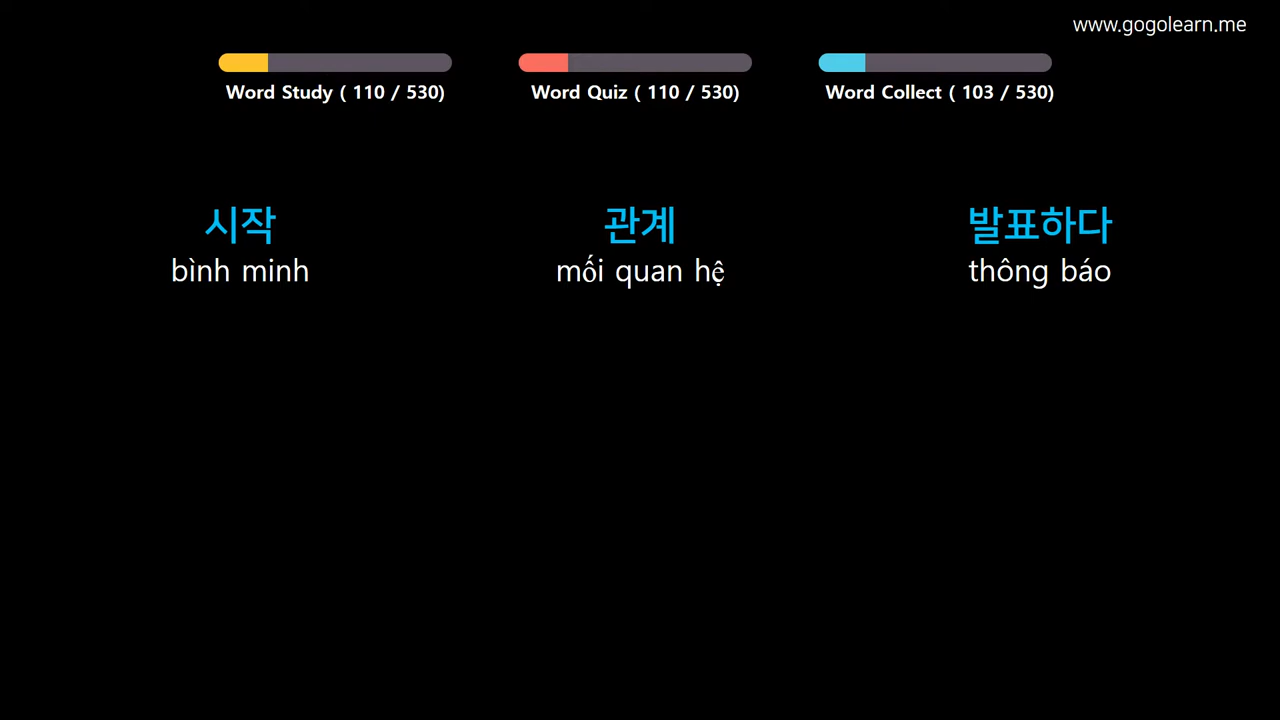 www.gogolearn.me
Word Study ( 110 / 530)
Word Quiz ( 110 / 530)
Word Collect ( 103 / 530)
시작
bình minh
관계
mối quan hệ
발표하다
thông báo